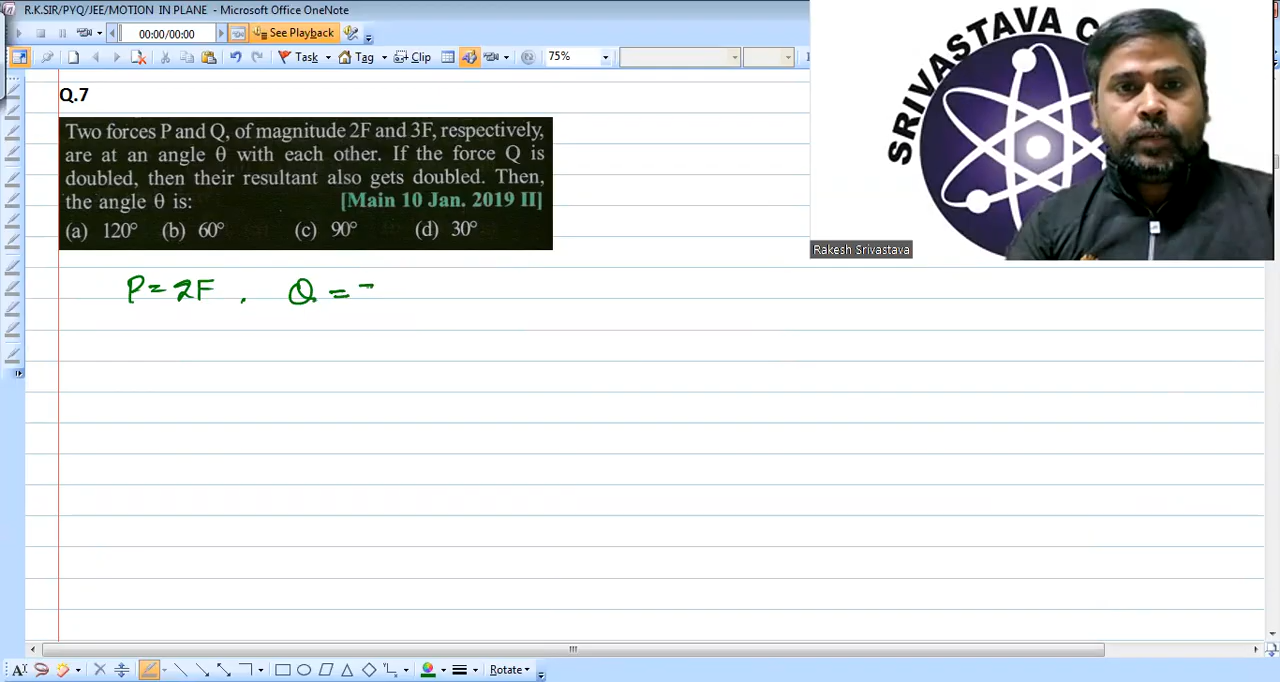 R.K.SIR/PYQ/JEE/MOTION IN PLANE - Microsoft Office OneNote
00:00/00:00
See Playback
Task
Tag
Clip
75%
Q.7
Two forces P and Q, of magnitude 2F and 3F, respectively,
are at an angle θ with each other. If the force Q is
doubled, then their resultant also gets doubled. Then,
the angle θ is: [Main 10 Jan. 2019 II]
(a) 120° (b) 60° (c) 90° (d) 30°
P = 2F , Q =
SRIVASTAVA C
Rakesh Srivastava
Rotate